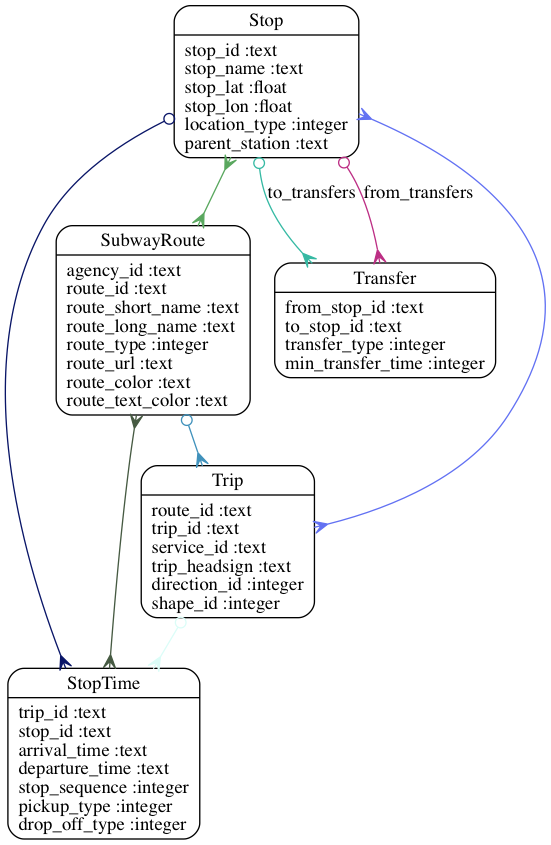 Stop
stop_id :text
stop_name :text
stop_lat :float
stop_lon :float
location_type :integer
parent_station :text
to_transfers
from_transfers
SubwayRoute
agency_id :text
route_id :text
route_short_name :text
route_long_name :text
route_type :integer
route_url :text
route_color :text
route_text_color :text
Transfer
from_stop_id :text
to_stop_id :text
transfer_type :integer
min_transfer_time :integer
Trip
route_id :text
trip_id :text
service_id :text
trip_headsign :text
direction_id :integer
shape_id :integer
StopTime
trip_id :text
stop_id :text
arrival_time :text
departure_time :text
stop_sequence :integer
pickup_type :integer
drop_off_type :integer